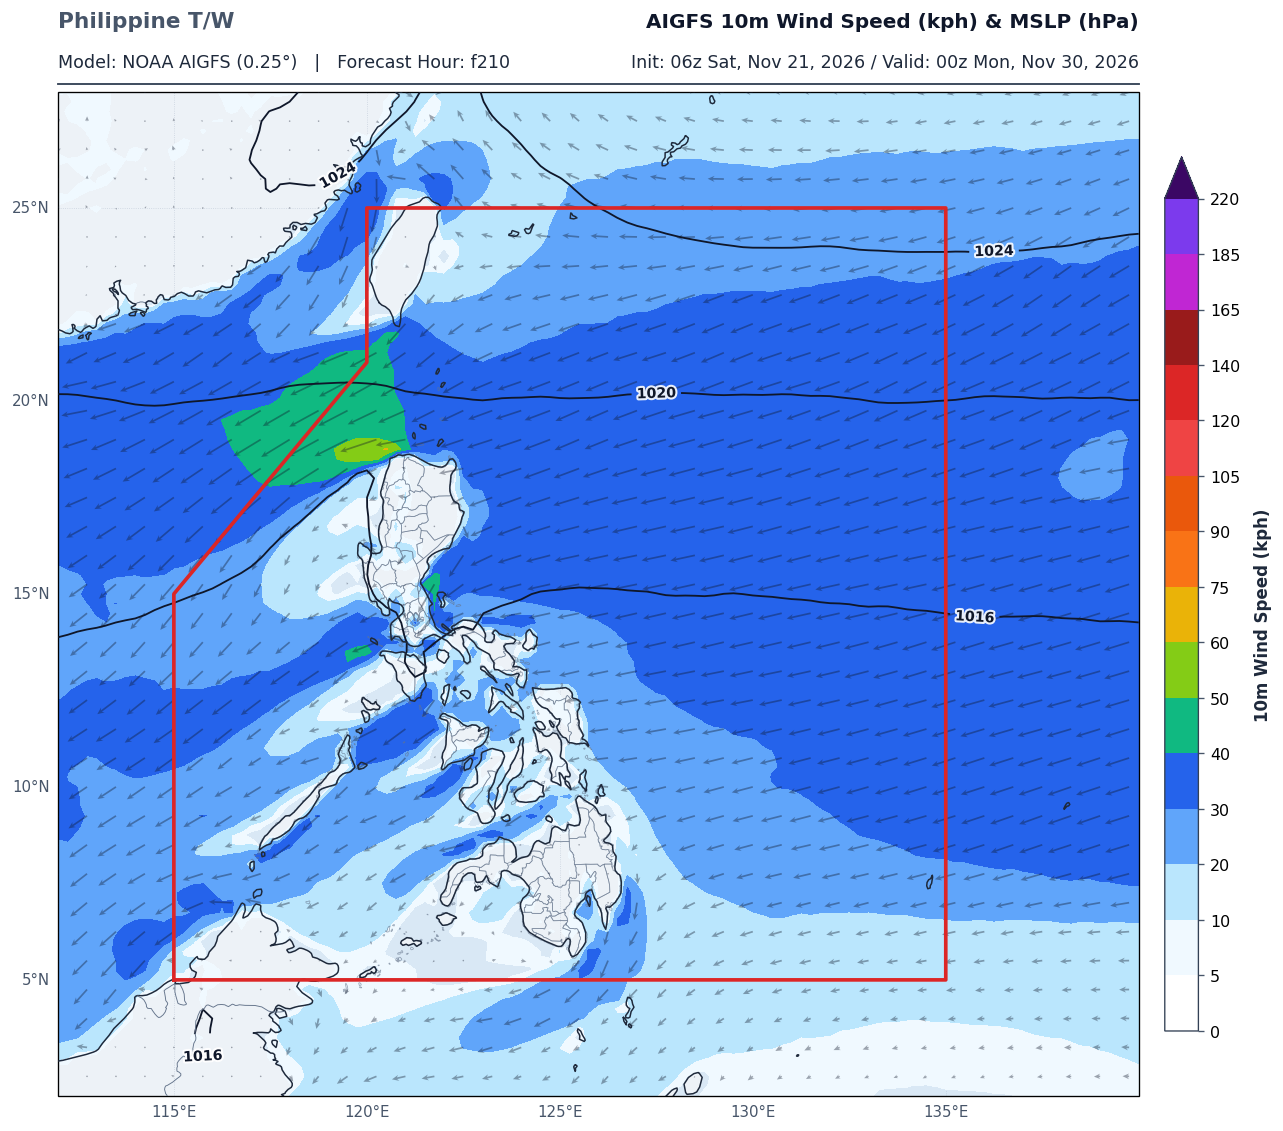 Philippine T/W
AIGFS 10m Wind Speed (kph) & MSLP (hPa)
Model: NOAA AIGFS (0.25°) | Forecast Hour: f210
Init: 06z Sat, Nov 21, 2026 / Valid: 00z Mon, Nov 30, 2026
1024
1024
1020
1016
1016
25°N
20°N
15°N
10°N
5°N
115°E
120°E
125°E
130°E
135°E
220
185
165
140
120
105
90
75
60
50
40
30
20
10
5
0
10m Wind Speed (kph)